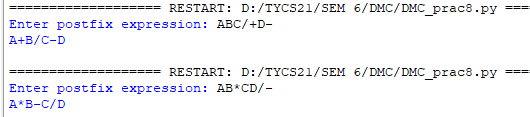 =================== RESTART: D:/TYCS21/SEM 6/DMC/DMC_prac8.py ===
Enter postfix expression: ABC/+D-
A+B/C-D
=================== RESTART: D:/TYCS21/SEM 6/DMC/DMC_prac8.py ===
Enter postfix expression: AB*CD/-
A*B-C/D